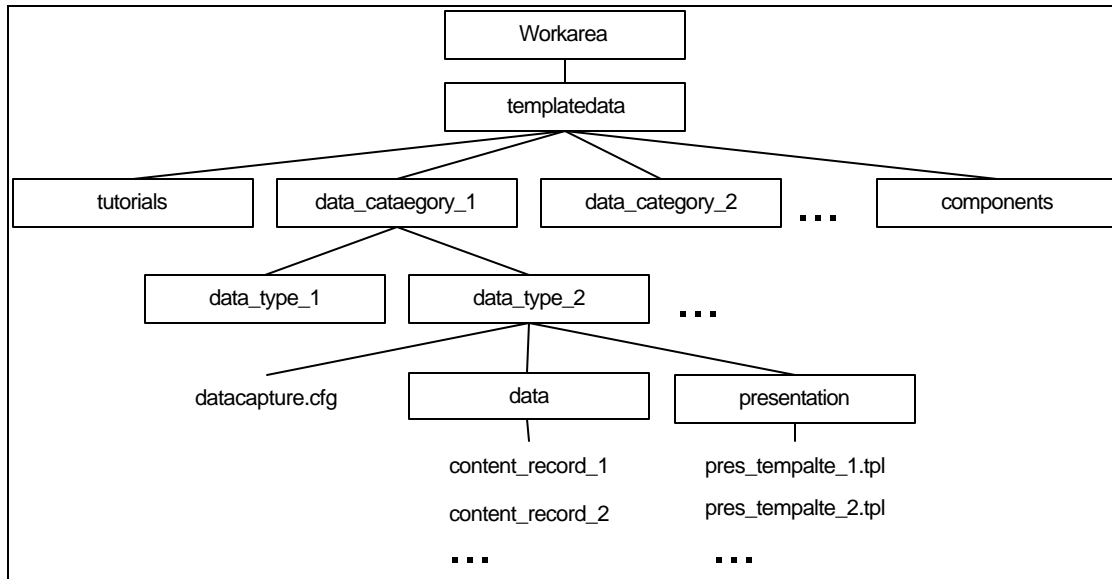 Workarea
templatedata
tutorials
data_cataegory_1
data_category_2
...
components
data_type_1
data_type_2
...
datacapture.cfg
data
presentation
content_record_1
pres_tempalte_1.tpl
content_record_2
pres_tempalte_2.tpl
...
...